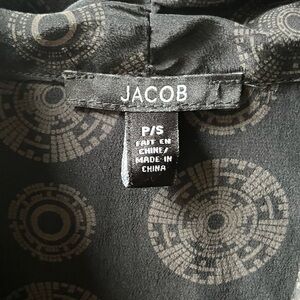 JACOB
P/S
FAIT EN
CHINE/
MADE IN
CHINA